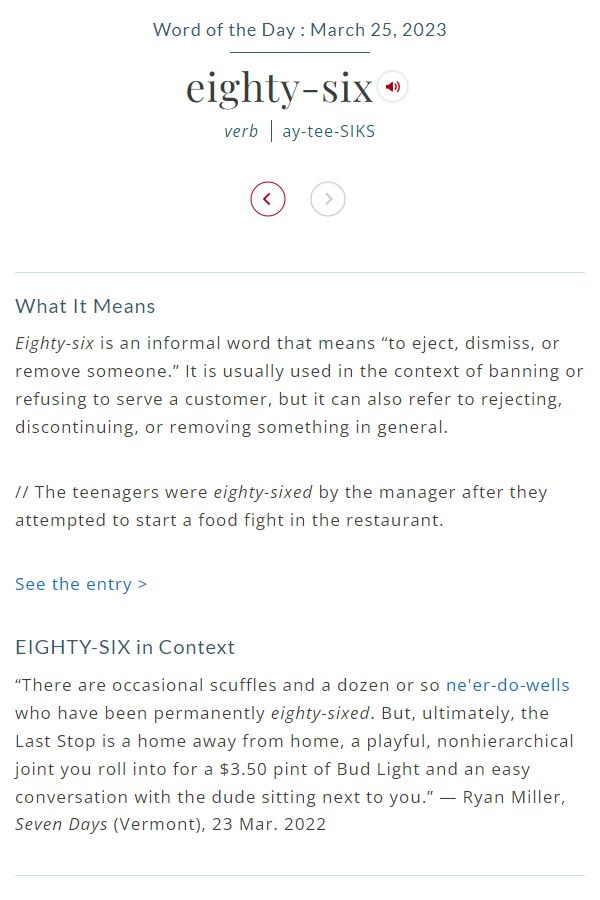 Word of the Day : March 25, 2023
eighty-six
verb | ay-tee-SIKS
What It Means
Eighty-six is an informal word that means “to eject, dismiss, or
remove someone.” It is usually used in the context of banning or
refusing to serve a customer, but it can also refer to rejecting,
discontinuing, or removing something in general.
// The teenagers were eighty-sixed by the manager after they
attempted to start a food fight in the restaurant.
See the entry >
EIGHTY-SIX in Context
“There are occasional scuffles and a dozen or so ne'er-do-wells
who have been permanently eighty-sixed. But, ultimately, the
Last Stop is a home away from home, a playful, nonhierarchical
joint you roll into for a $3.50 pint of Bud Light and an easy
conversation with the dude sitting next to you.” — Ryan Miller,
Seven Days (Vermont), 23 Mar. 2022